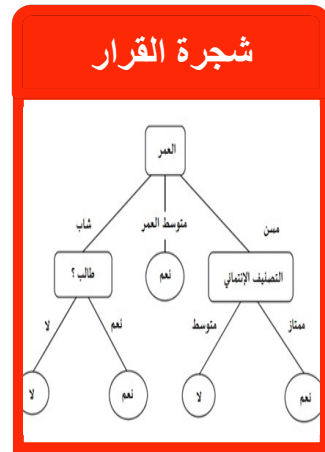 شجرة القرار
العمر
مسن
متوسط العمر
شاب
التصنيف الإئتماني
نعم
طالب ؟
ممتاز
متوسط
نعم
لا
نعم
لا
نعم
لا